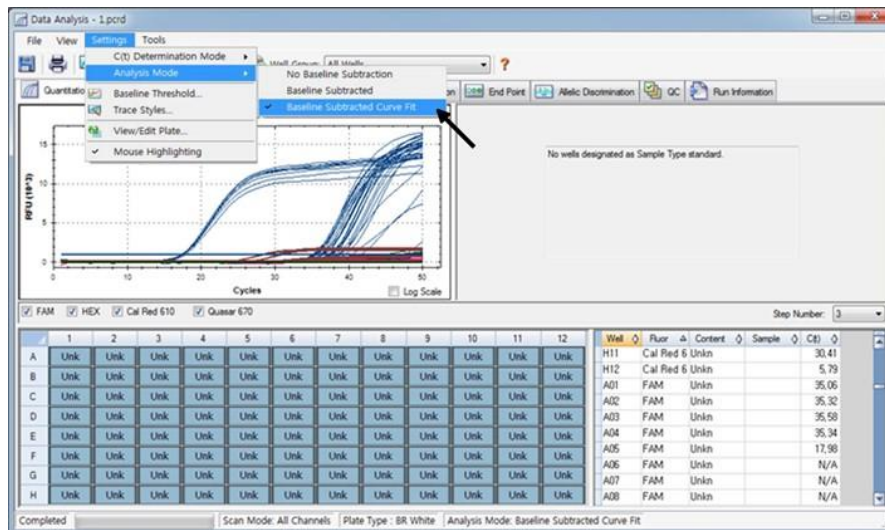 Data Analysis - 1.pcrd
File View Settings Tools
C(t) Determination Mode
Analysis Mode
Baseline Threshold...
Trace Styles...
View/Edit Plate...
Mouse Highlighting
No Baseline Subtraction
Baseline Subtracted
Baseline Subtracted Curve Fit
Well Group: All Wells
?
End Point
Allelic Discrimination
QC
Run Information
RFU (10^3)
15
10
5
0
0 10 20 30 40 50
Cycles
Log Scale
No wells designated as Sample Type standard.
FAM HEX Cal Red 610 Quasar 670
Step Number: 3
1 2 3 4 5 6 7 8 9 10 11 12
A Unk Unk Unk Unk Unk Unk Unk Unk Unk Unk Unk Unk
B Unk Unk Unk Unk Unk Unk Unk Unk Unk Unk Unk Unk
C Unk Unk Unk Unk Unk Unk Unk Unk Unk Unk Unk Unk
D Unk Unk Unk Unk Unk Unk Unk Unk Unk Unk Unk Unk
E Unk Unk Unk Unk Unk Unk Unk Unk Unk Unk Unk Unk
F Unk Unk Unk Unk Unk Unk Unk Unk Unk Unk Unk Unk
G Unk Unk Unk Unk Unk Unk Unk Unk Unk Unk Unk Unk
H Unk Unk Unk Unk Unk Unk Unk Unk Unk Unk Unk Unk
Well Fluor Content Sample C(t)
H11 Cal Red 6 Unkn 30,41
H12 Cal Red 6 Unkn 5,79
A01 FAM Unkn 35,06
A02 FAM Unkn 35,32
A03 FAM Unkn 35,58
A04 FAM Unkn 35,34
A05 FAM Unkn 17,98
A06 FAM Unkn N/A
A07 FAM Unkn N/A
A08 FAM Unkn N/A
Completed
Scan Mode: All Channels
Plate Type : BR White
Analysis Mode: Baseline Subtracted Curve Fit